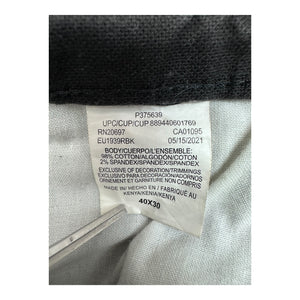 P375639
UPC/CUP/CUP 889440601769
RN20697 CA01095
EU1939RBK 05/15/2021
BODY/CUERPO/L'ENSEMBLE:
98% COTTON/ALGODÓN/COTON
2% SPANDEX/SPANDEX/SPANDEX
EXCLUSIVE OF DECORATION/TRIMMINGS
EXCLUSIVO DE DECORACIÓN/ADORNOS
ORNEMENT ET GARNITURE NON COMPRIS
MADE IN/ HECHO EN / FABRIQUÉ AU
KENYA/KENIA/KENYA
40X30